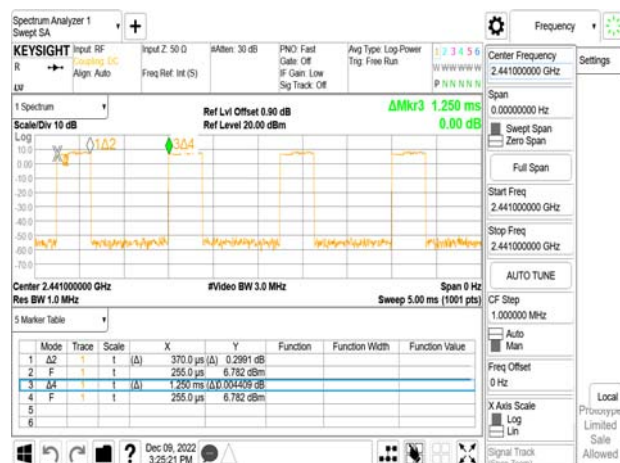 Spectrum Analyzer 1
Swept SA
Frequency
KEYSIGHT
Input: RF
Coupling: DC
Align: Auto
Input Z: 50 Ω
Freq Ref: Int (S)
#Atten: 30 dB
PNO: Fast
Gate: Off
IF Gain: Low
Sig Track: Off
Avg Type: Log-Power
Trig: Free Run
1 2 3 4 5 6
W W W W W W
P N N N N N
R
LXI
Center Frequency
2.441000000 GHz
Settings
Span
0.00000000 Hz
Swept Span
Zero Span
Full Span
Start Freq
2.441000000 GHz
Stop Freq
2.441000000 GHz
AUTO TUNE
CF Step
1.000000 MHz
Auto
Man
Freq Offset
0 Hz
X Axis Scale
Log
Lin
Signal Track
Local
Prototype
Limited
Sale
Allowed
1 Spectrum
Scale/Div 10 dB
Ref Lvl Offset 0.90 dB
Ref Level 20.00 dBm
ΔMkr3 1.250 ms
0.00 dB
Log
10.0
0.00
-10.0
-20.0
-30.0
-40.0
-50.0
-60.0
-70.0
1Δ2
3Δ4
Center 2.441000000 GHz
Res BW 1.0 MHz
#Video BW 3.0 MHz
Span 0 Hz
Sweep 5.00 ms (1001 pts)
5 Marker Table
Mode Trace Scale X Y Function Function Width Function Value
1 Δ2 1 t (Δ) 370.0 µs (Δ) 0.2991 dB
2 F 1 t 255.0 µs 6.782 dBm
3 Δ4 1 t (Δ) 1.250 ms (Δ) 0.004409 dB
4 F 1 t 255.0 µs 6.782 dBm
5
6
?
Dec 09, 2022
3:25:21 PM